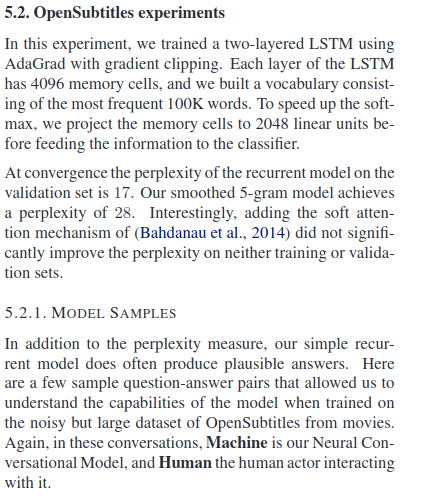 5.2. OpenSubtitles experiments
In this experiment, we trained a two-layered LSTM using
AdaGrad with gradient clipping. Each layer of the LSTM
has 4096 memory cells, and we built a vocabulary consist-
ing of the most frequent 100K words. To speed up the soft-
max, we project the memory cells to 2048 linear units be-
fore feeding the information to the classifier.
At convergence the perplexity of the recurrent model on the
validation set is 17. Our smoothed 5-gram model achieves
a perplexity of 28. Interestingly, adding the soft atten-
tion mechanism of (Bahdanau et al., 2014) did not signifi-
cantly improve the perplexity on neither training or valida-
tion sets.
5.2.1. MODEL SAMPLES
In addition to the perplexity measure, our simple recur-
rent model does often produce plausible answers. Here
are a few sample question-answer pairs that allowed us to
understand the capabilities of the model when trained on
the noisy but large dataset of OpenSubtitles from movies.
Again, in these conversations, Machine is our Neural Con-
versational Model, and Human the human actor interacting
with it.